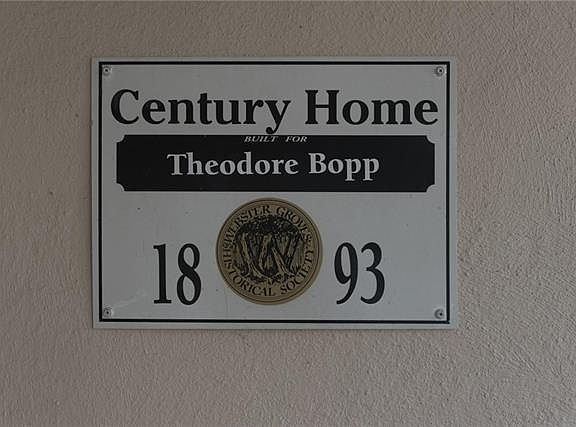 Century Home
BUILT FOR
Theodore Bopp
18 93
WEBSTER GROVES
HISTORICAL SOCIETY